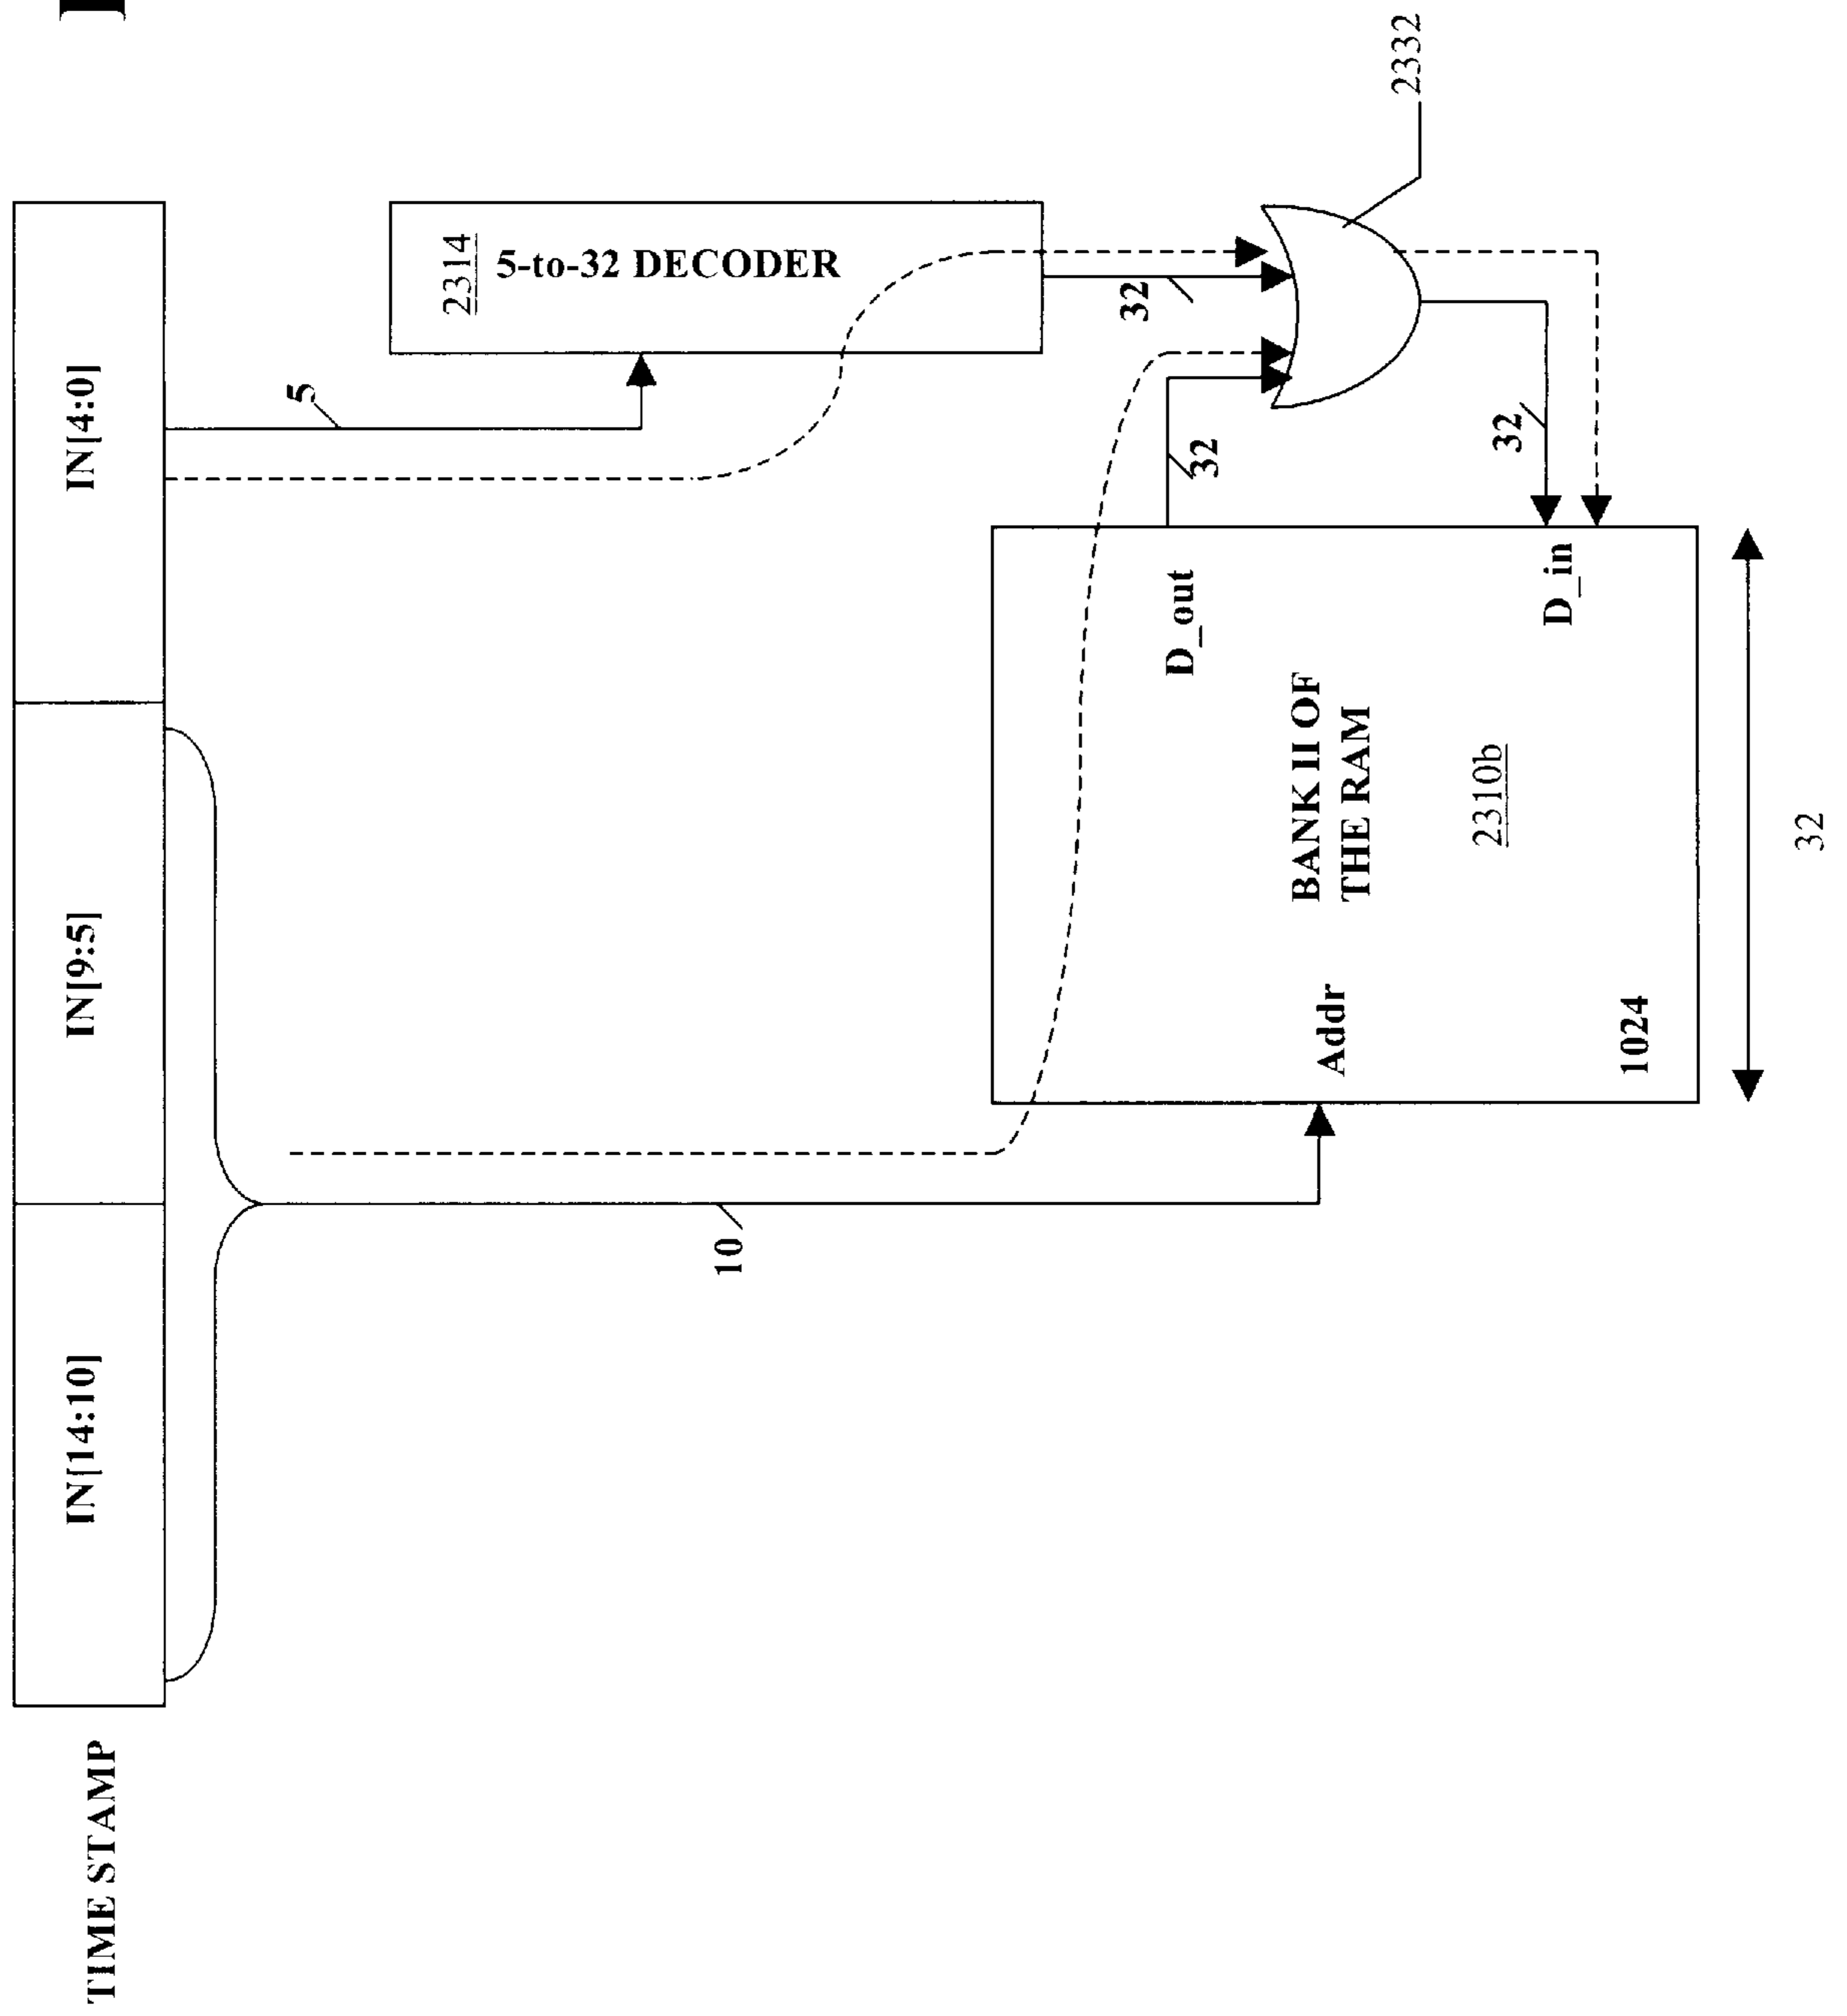 TIME STAMP
IN[14:10]
IN[9:5]
IN[4:0]
10
5
2314
5-to-32 DECODER
32
32
2332
32
Addr
D_out
BANK II OF
THE RAM
2310b
D_in
1024
32